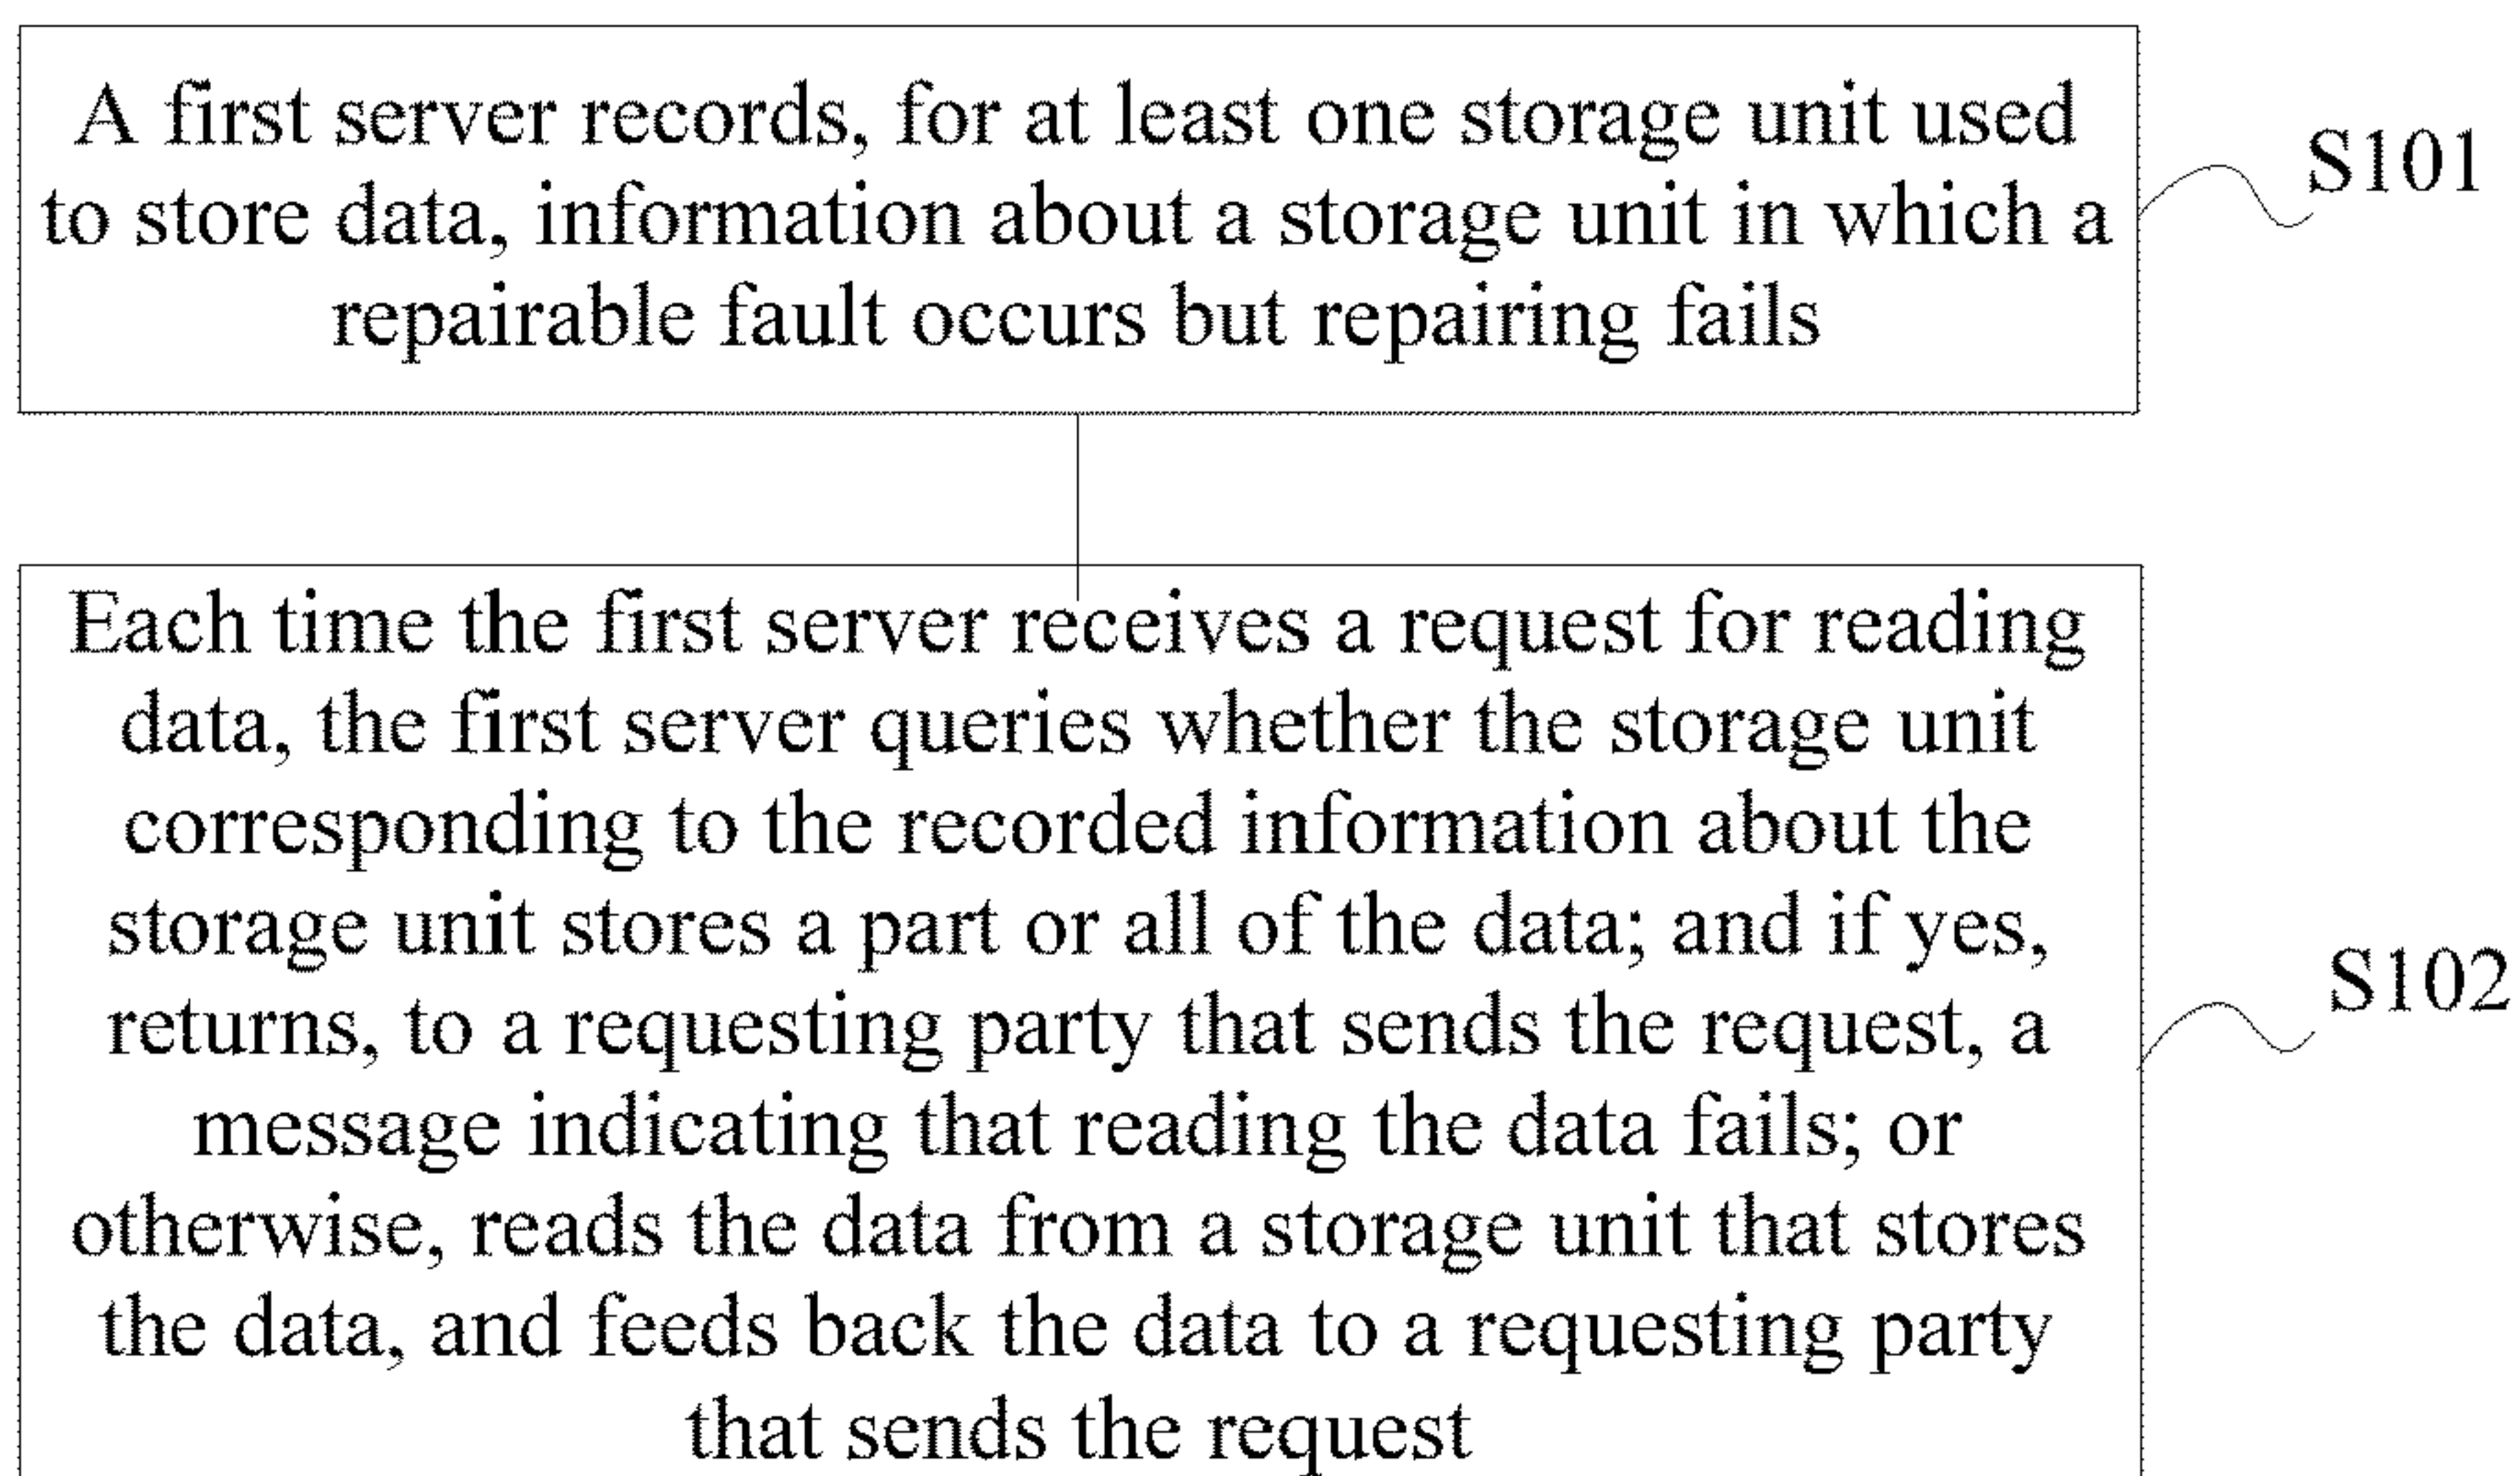 A first server records, for at least one storage unit used
to store data, information about a storage unit in which a
repairable fault occurs but repairing fails
S101
Each time the first server receives a request for reading
data, the first server queries whether the storage unit
corresponding to the recorded information about the
storage unit stores a part or all of the data; and if yes,
returns, to a requesting party that sends the request, a
message indicating that reading the data fails; or
otherwise, reads the data from a storage unit that stores
the data, and feeds back the data to a requesting party
that sends the request
S102